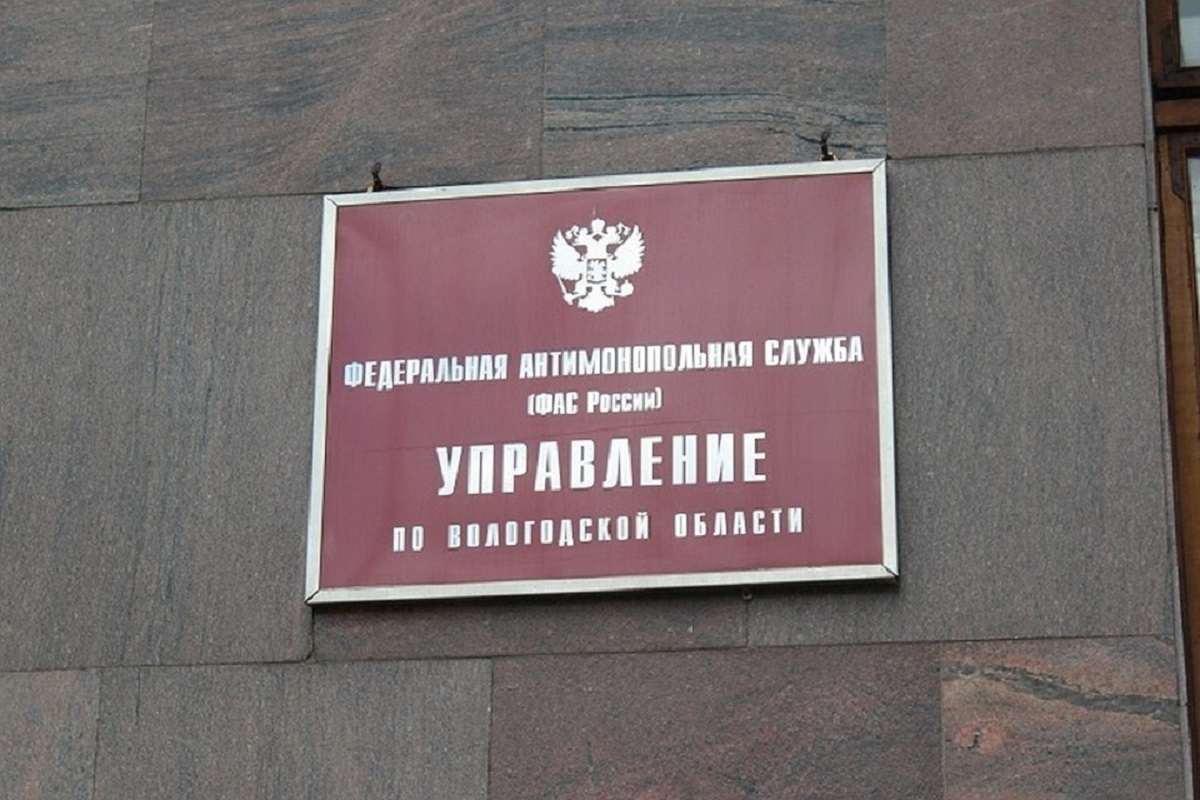 ФЕДЕРАЛЬНАЯ АНТИМОНОПОЛЬНАЯ СЛУЖБА
(ФАС России)
УПРАВЛЕНИЕ
ПО ВОЛОГОДСКОЙ ОБЛАСТИ